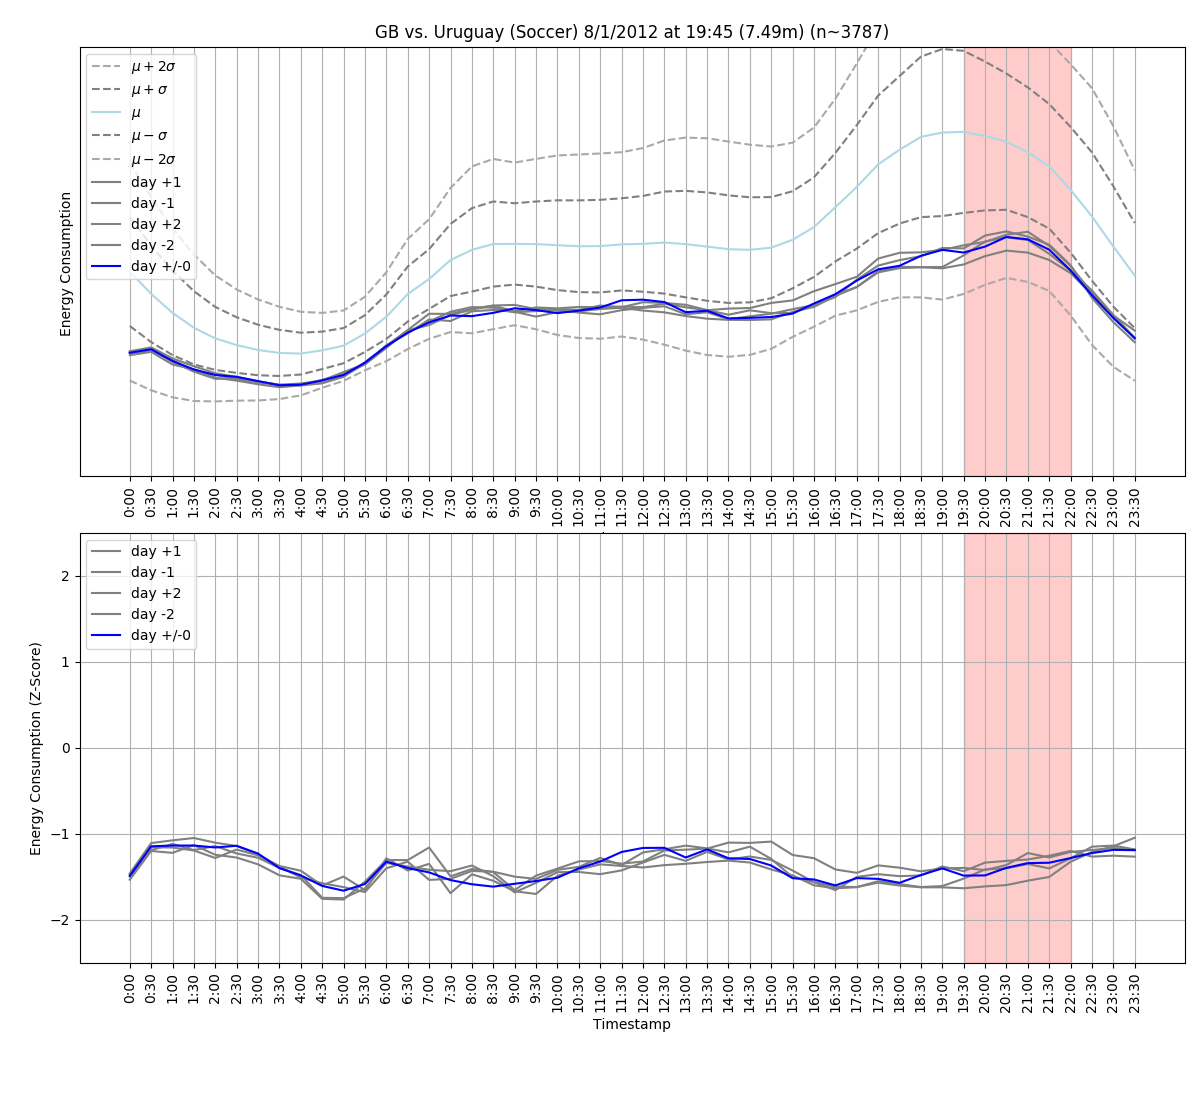 GB vs. Uruguay (Soccer) 8/1/2012 at 19:45 (7.49m) (n~3787)
Energy Consumption
μ + 2σ
μ + σ
μ
μ − σ
μ − 2σ
day +1
day -1
day +2
day -2
day +/-0
0:00 0:30 1:00 1:30 2:00 2:30 3:00 3:30 4:00 4:30 5:00 5:30 6:00 6:30 7:00 7:30 8:00 8:30 9:00 9:30 10:00 10:30 11:00 11:30 12:00 12:30 13:00 13:30 14:00 14:30 15:00 15:30 16:00 16:30 17:00 17:30 18:00 18:30 19:00 19:30 20:00 20:30 21:00 21:30 22:00 22:30 23:00 23:30
Energy Consumption (Z-Score)
day +1
day -1
day +2
day -2
day +/-0
2
1
0
−1
−2
0:00 0:30 1:00 1:30 2:00 2:30 3:00 3:30 4:00 4:30 5:00 5:30 6:00 6:30 7:00 7:30 8:00 8:30 9:00 9:30 10:00 10:30 11:00 11:30 12:00 12:30 13:00 13:30 14:00 14:30 15:00 15:30 16:00 16:30 17:00 17:30 18:00 18:30 19:00 19:30 20:00 20:30 21:00 21:30 22:00 22:30 23:00 23:30
Timestamp